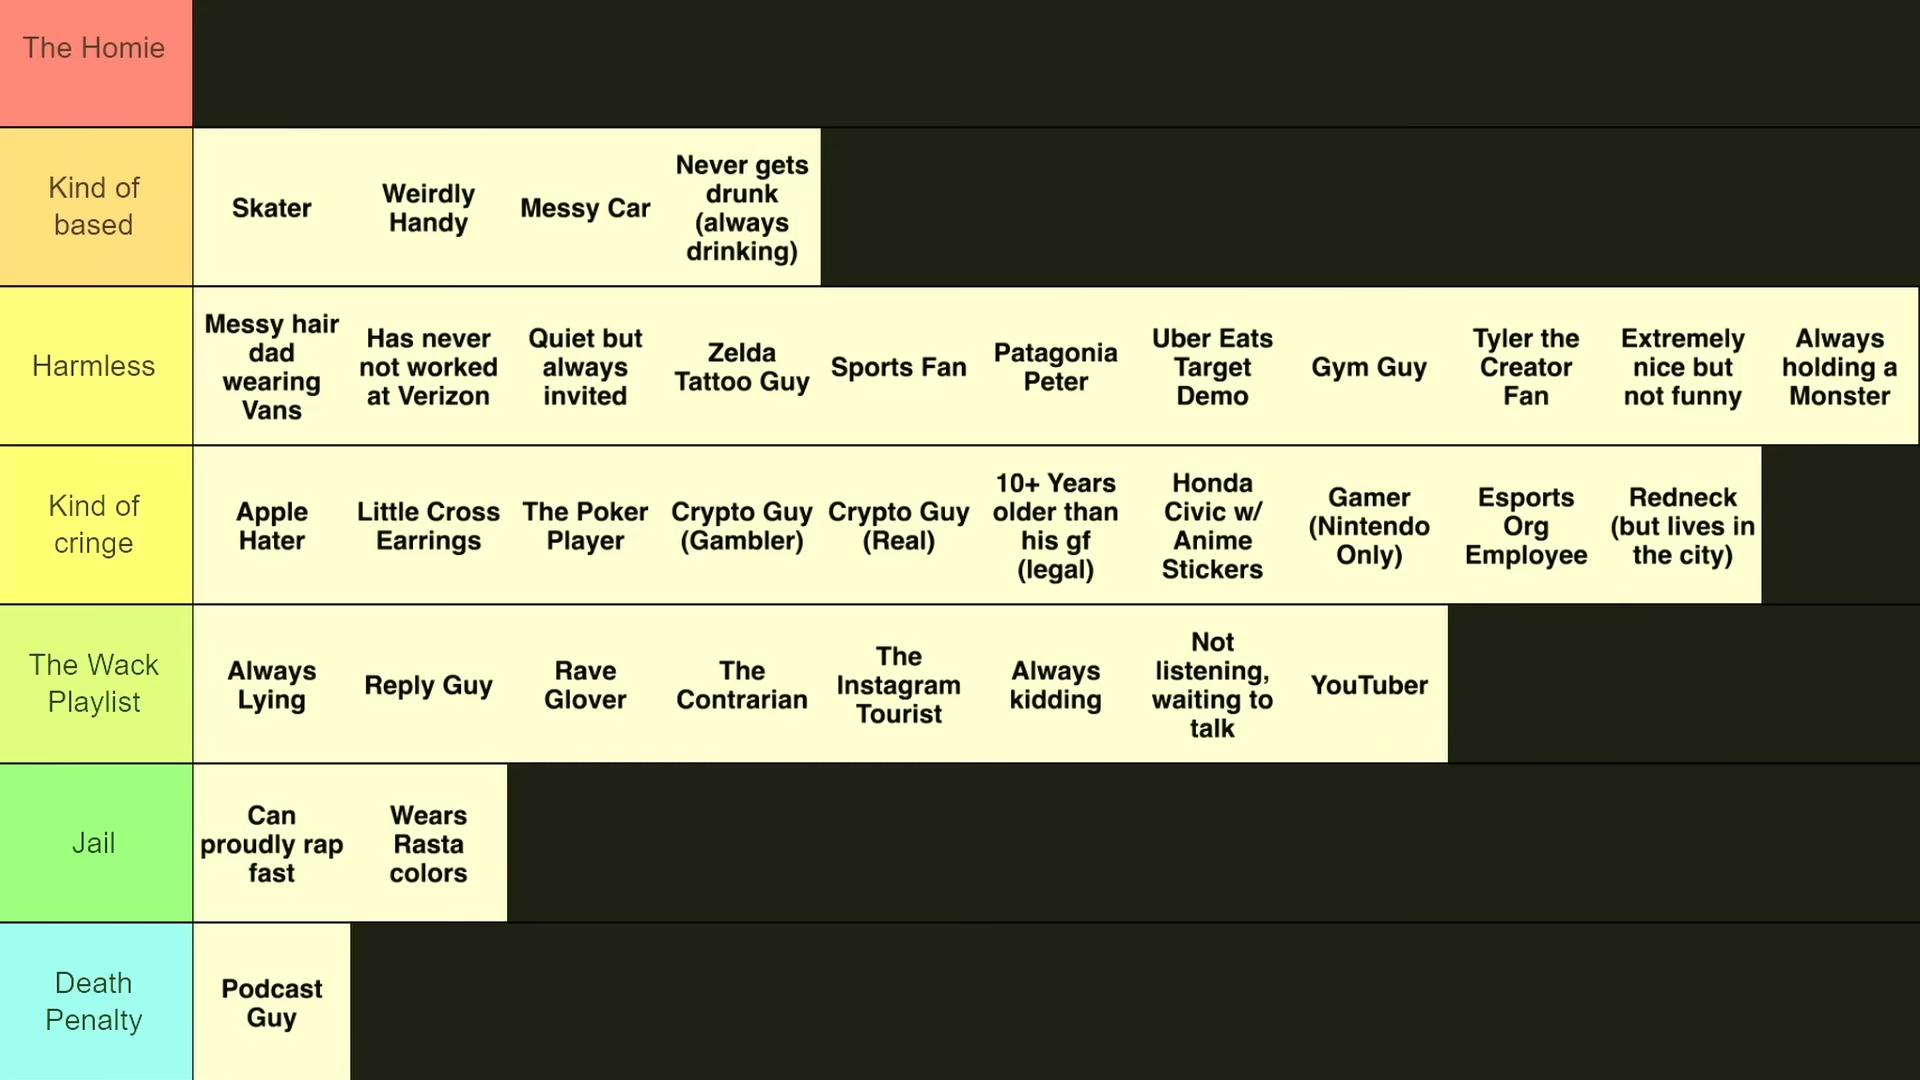 The Homie
Kind of
based
Skater
Weirdly
Handy
Messy Car
Never gets
drunk
(always
drinking)
Harmless
Messy hair
dad
wearing
Vans
Has never
not worked
at Verizon
Quiet but
always
invited
Zelda
Tattoo Guy
Sports Fan
Patagonia
Peter
Uber Eats
Target
Demo
Gym Guy
Tyler the
Creator
Fan
Extremely
nice but
not funny
Always
holding a
Monster
Kind of
cringe
Apple
Hater
Little Cross
Earrings
The Poker
Player
Crypto Guy
(Gambler)
Crypto Guy
(Real)
10+ Years
older than
his gf
(legal)
Honda
Civic w/
Anime
Stickers
Gamer
(Nintendo
Only)
Esports
Org
Employee
Redneck
(but lives in
the city)
The Wack
Playlist
Always
Lying
Reply Guy
Rave
Glover
The
Contrarian
The
Instagram
Tourist
Always
kidding
Not
listening,
waiting to
talk
YouTuber
Jail
Can
proudly rap
fast
Wears
Rasta
colors
Death
Penalty
Podcast
Guy